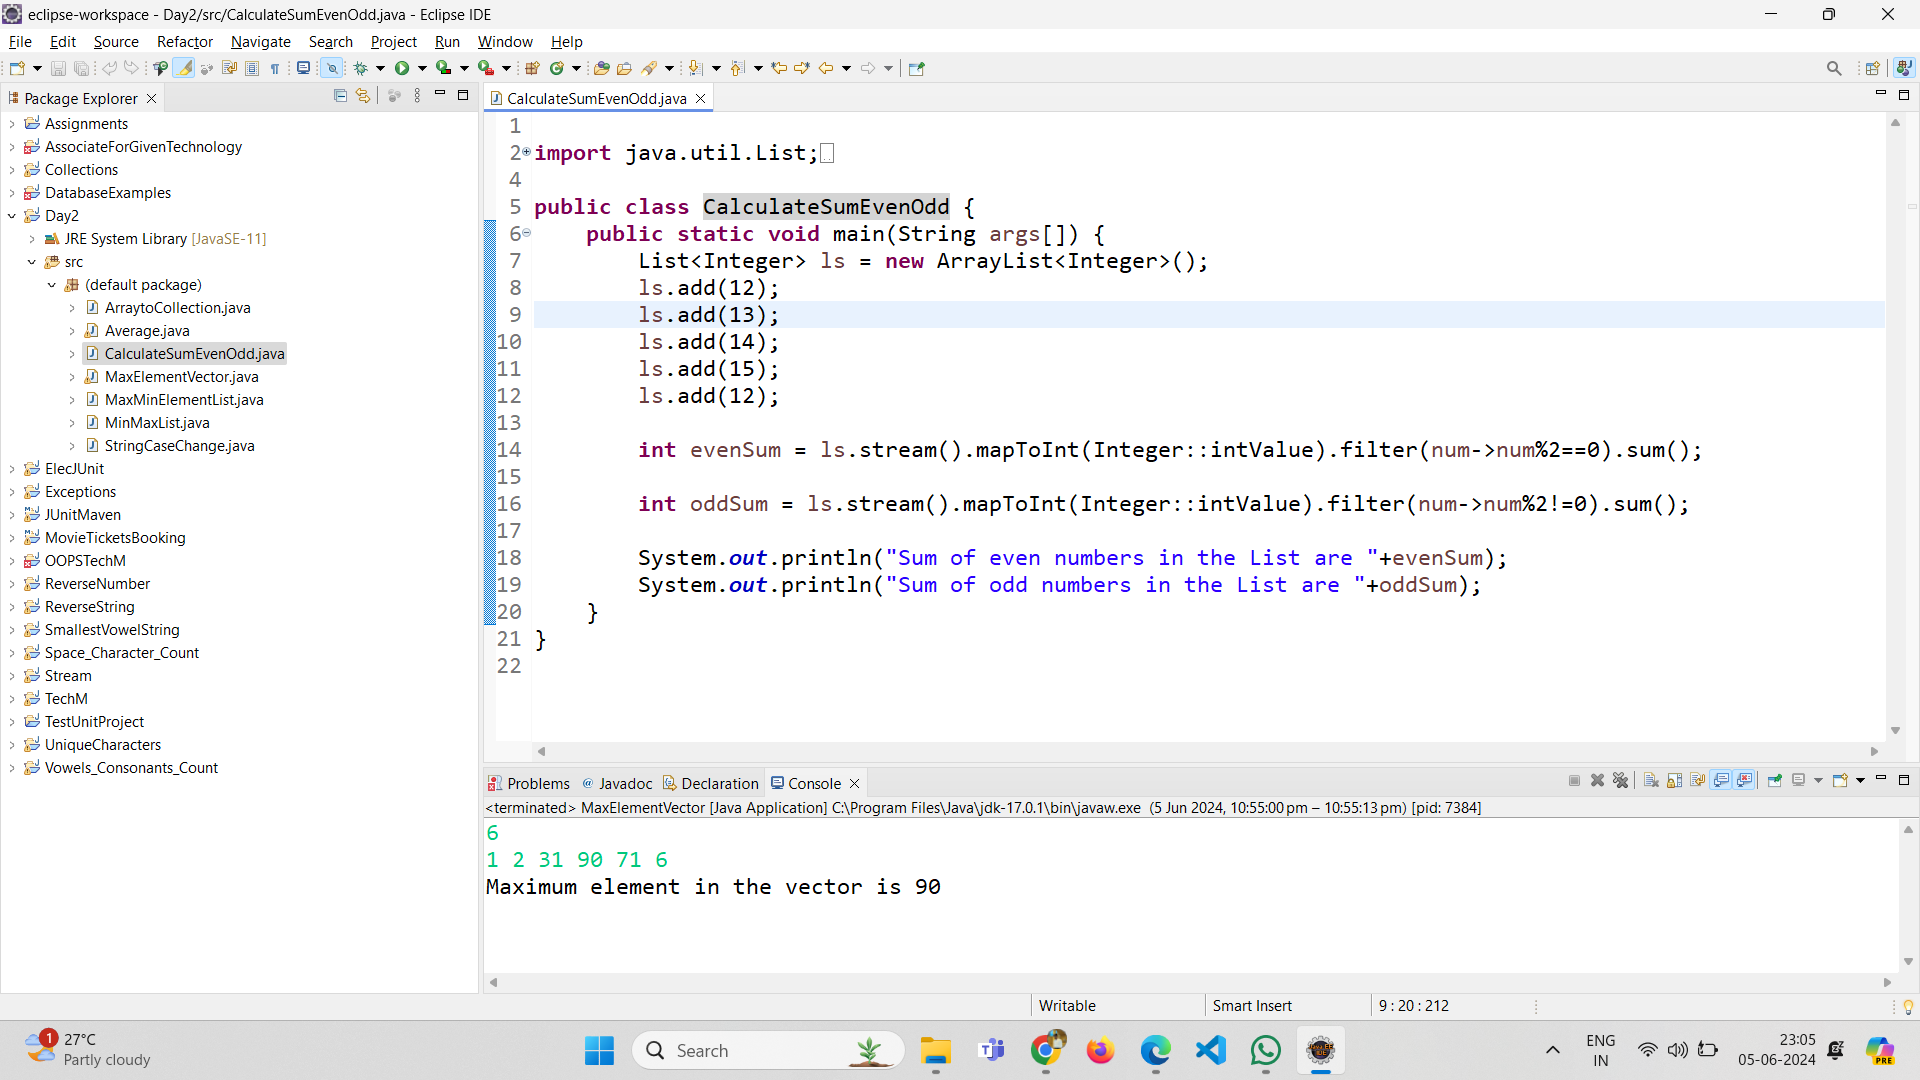 eclipse-workspace - Day2/src/CalculateSumEvenOdd.java - Eclipse IDE
File Edit Source Refactor Navigate Search Project Run Window Help
Package Explorer
Assignments
AssociateForGivenTechnology
Collections
DatabaseExamples
Day2
JRE System Library [JavaSE-11]
src
(default package)
ArraytoCollection.java
Average.java
CalculateSumEvenOdd.java
MaxElementVector.java
MaxMinElementList.java
MinMaxList.java
StringCaseChange.java
ElecJUnit
Exceptions
JUnitMaven
MovieTicketsBooking
OOPSTechM
ReverseNumber
ReverseString
SmallestVowelString
Space_Character_Count
Stream
TechM
TestUnitProject
UniqueCharacters
Vowels_Consonants_Count
CalculateSumEvenOdd.java
1
2 import java.util.List;
4
5 public class CalculateSumEvenOdd {
6 public static void main(String args[]) {
7 List<Integer> ls = new ArrayList<Integer>();
8 ls.add(12);
9 ls.add(13);
10 ls.add(14);
11 ls.add(15);
12 ls.add(12);
13
14 int evenSum = ls.stream().mapToInt(Integer::intValue).filter(num->num%2==0).sum();
15
16 int oddSum = ls.stream().mapToInt(Integer::intValue).filter(num->num%2!=0).sum();
17
18 System.out.println("Sum of even numbers in the List are "+evenSum);
19 System.out.println("Sum of odd numbers in the List are "+oddSum);
20 }
21 }
22
Problems Javadoc Declaration Console
<terminated> MaxElementVector [Java Application] C:\Program Files\Java\jdk-17.0.1\bin\javaw.exe (5 Jun 2024, 10:55:00 pm – 10:55:13 pm) [pid: 7384]
6
1 2 31 90 71 6
Maximum element in the vector is 90
Writable Smart Insert 9 : 20 : 212
1
27°C
Partly cloudy
Search
ENG
IN
23:05
05-06-2024
PRE